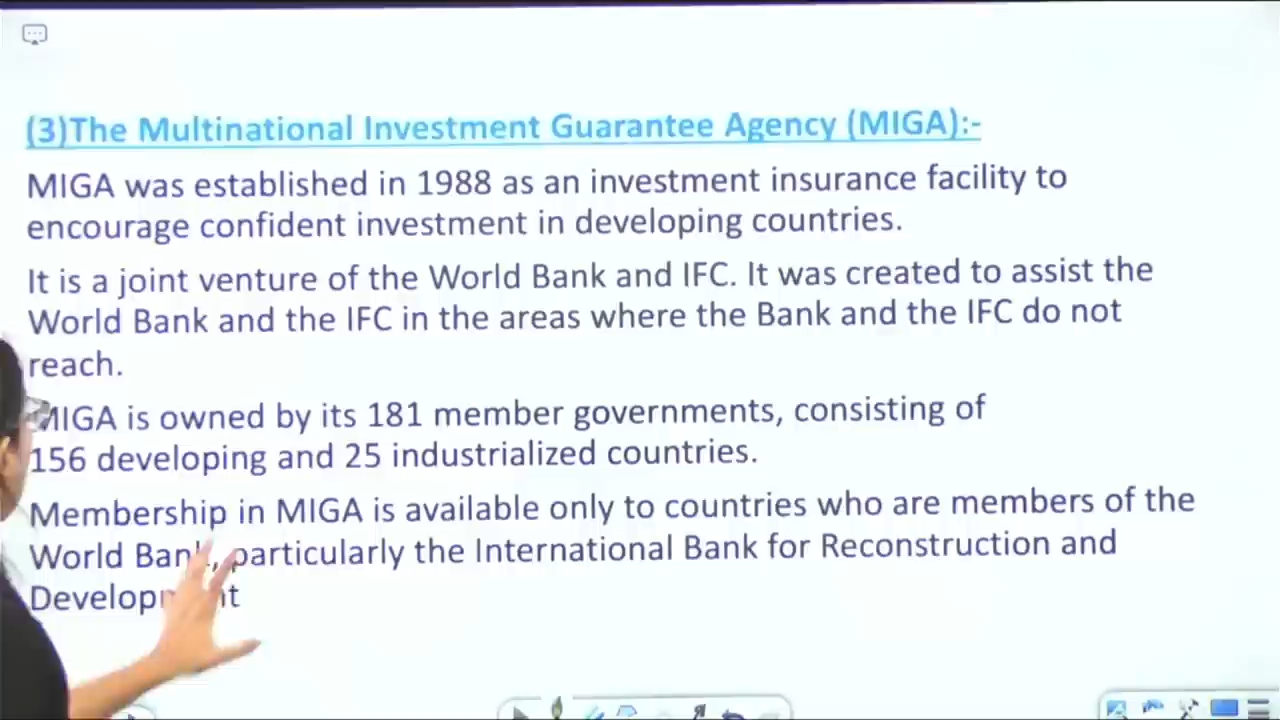 (3)The Multinational Investment Guarantee Agency (MIGA):-
MIGA was established in 1988 as an investment insurance facility to
encourage confident investment in developing countries.
It is a joint venture of the World Bank and IFC. It was created to assist the
World Bank and the IFC in the areas where the Bank and the IFC do not
reach.
MIGA is owned by its 181 member governments, consisting of
156 developing and 25 industrialized countries.
Membership in MIGA is available only to countries who are members of the
World Bank, particularly the International Bank for Reconstruction and
Development